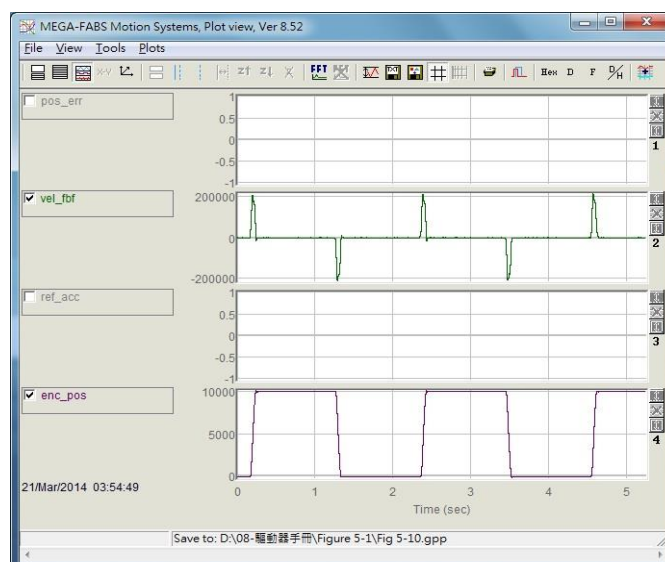 MEGA-FABS Motion Systems, Plot view, Ver 8.52
File View Tools Plots
X-Y FFT TXT Hex D F D/H
pos_err
1
0.5
0
-0.5
-1
1
vel_fbf
200000
0
-200000
2
ref_acc
1
0.5
0
-0.5
-1
3
enc_pos
10000
5000
0
4
21/Mar/2014 03:54:49
0 1 2 3 4 5
Time (sec)
Save to: D:\08-驅動器手冊\Figure 5-1\Fig 5-10.gpp